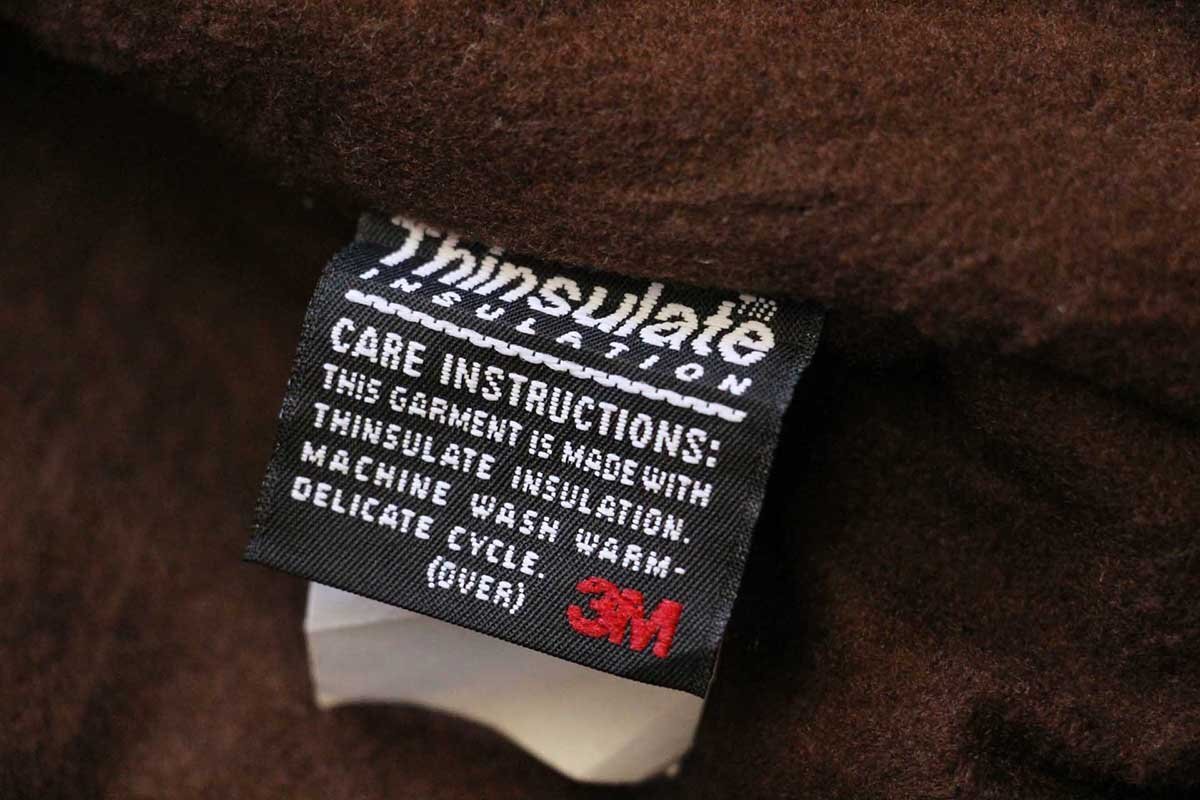 Thinsulate
INSULATION
CARE INSTRUCTIONS:
THIS GARMENT IS MADE WITH
THINSULATE INSULATION.
MACHINE WASH WARM-
DELICATE CYCLE.
(OVER)
3M